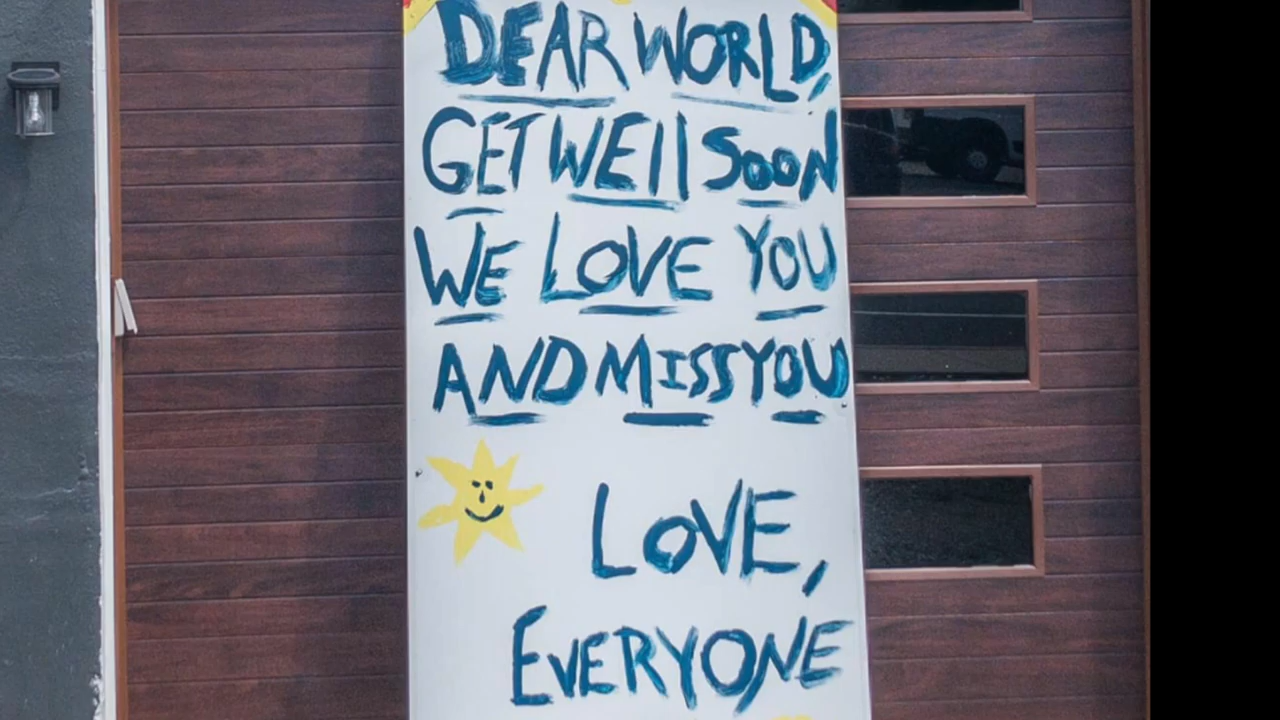 DEAR WORLD,
GET WEll SooN
WE LOVE YOU
AND MISS YOU
LOVE,
EVERYONE